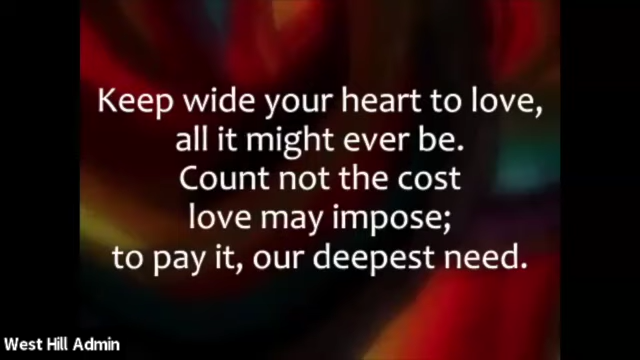 Keep wide your heart to love,
all it might ever be.
Count not the cost
love may impose;
to pay it, our deepest need.
West Hill Admin